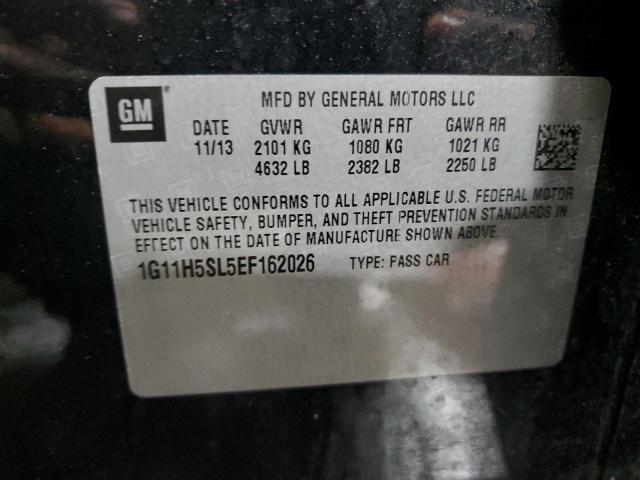 GM
MFD BY GENERAL MOTORS LLC
DATE GVWR GAWR FRT GAWR RR
11/13 2101 KG 1080 KG 1021 KG
4632 LB 2382 LB 2250 LB
THIS VEHICLE CONFORMS TO ALL APPLICABLE U.S. FEDERAL MOTOR
VEHICLE SAFETY, BUMPER, AND THEFT PREVENTION STANDARDS IN
EFFECT ON THE DATE OF MANUFACTURE SHOWN ABOVE.
1G11H5SL5EF162026 TYPE: PASS CAR